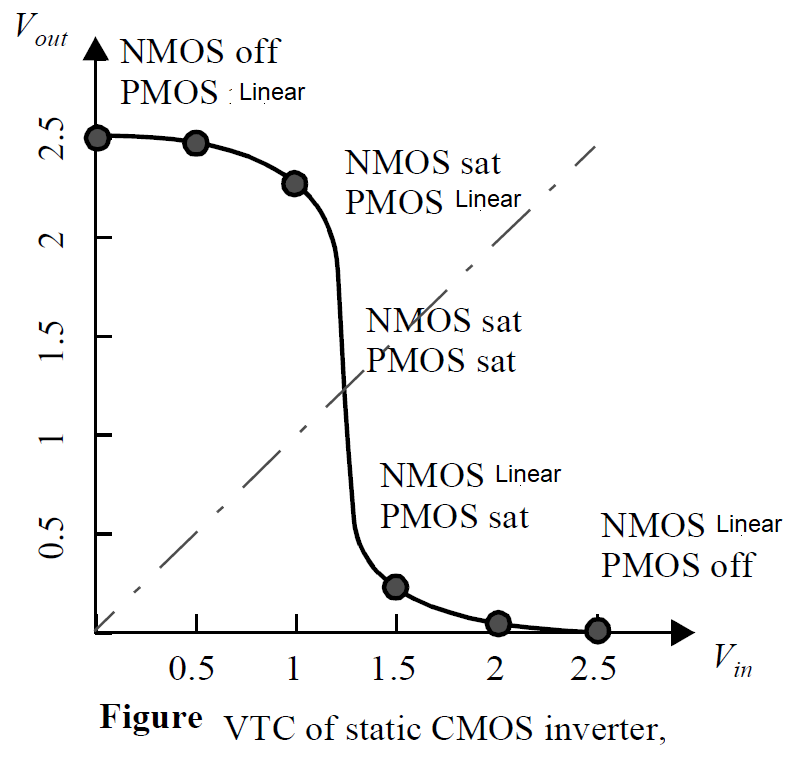 V_out
NMOS off
PMOS Linear
NMOS sat
PMOS Linear
NMOS sat
PMOS sat
NMOS Linear
PMOS sat
NMOS Linear
PMOS off
2.5
2
1.5
1
0.5
0.5 1 1.5 2 2.5
V_in
Figure VTC of static CMOS inverter,